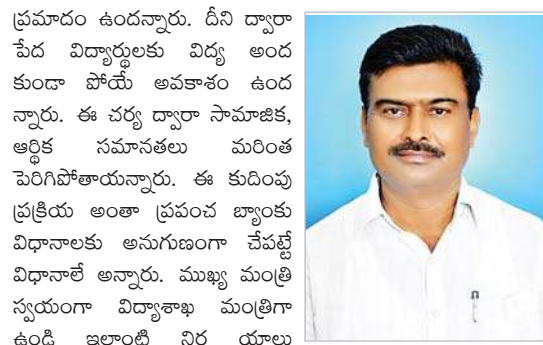 ప్రమాదం ఉందన్నారు. దీని ద్వారా
పేద విద్యార్థులకు విద్య అంద
కుండా పోయే అవకాశం ఉంద
న్నారు. ఈ చర్య ద్వారా సామాజిక,
ఆర్థిక సమానతలు మరింత
పెరిగిపోతాయన్నారు. ఈ కుదింపు
ప్రక్రియ అంతా ప్రపంచ బ్యాంకు
విధానాలకు అనుగుణంగా చేపట్టే
విధానాలే అన్నారు. ముఖ్య మంత్రి
స్వయంగా విద్యాశాఖ మంత్రిగా
ఉండి ఇలాంటి నిర్ణ యాలు